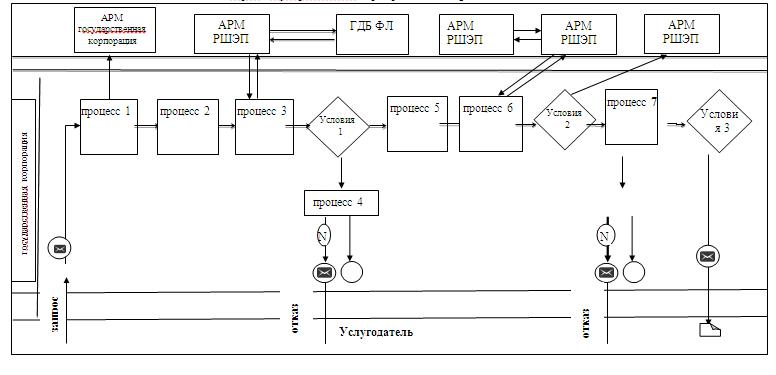 АРМ
государственная
корпорация
АРМ
РШЭП
ГДБ ФЛ
АРМ
РШЭП
АРМ
РШЭП
АРМ
РШЭП
государственная корпорация
процесс 1
процесс 2
процесс 3
Условия
1
процесс 5
процесс 6
Условия
2
процесс 7
Услови
я 3
процесс 4
N
N
запрос
отказ
Услугодатель
отказ